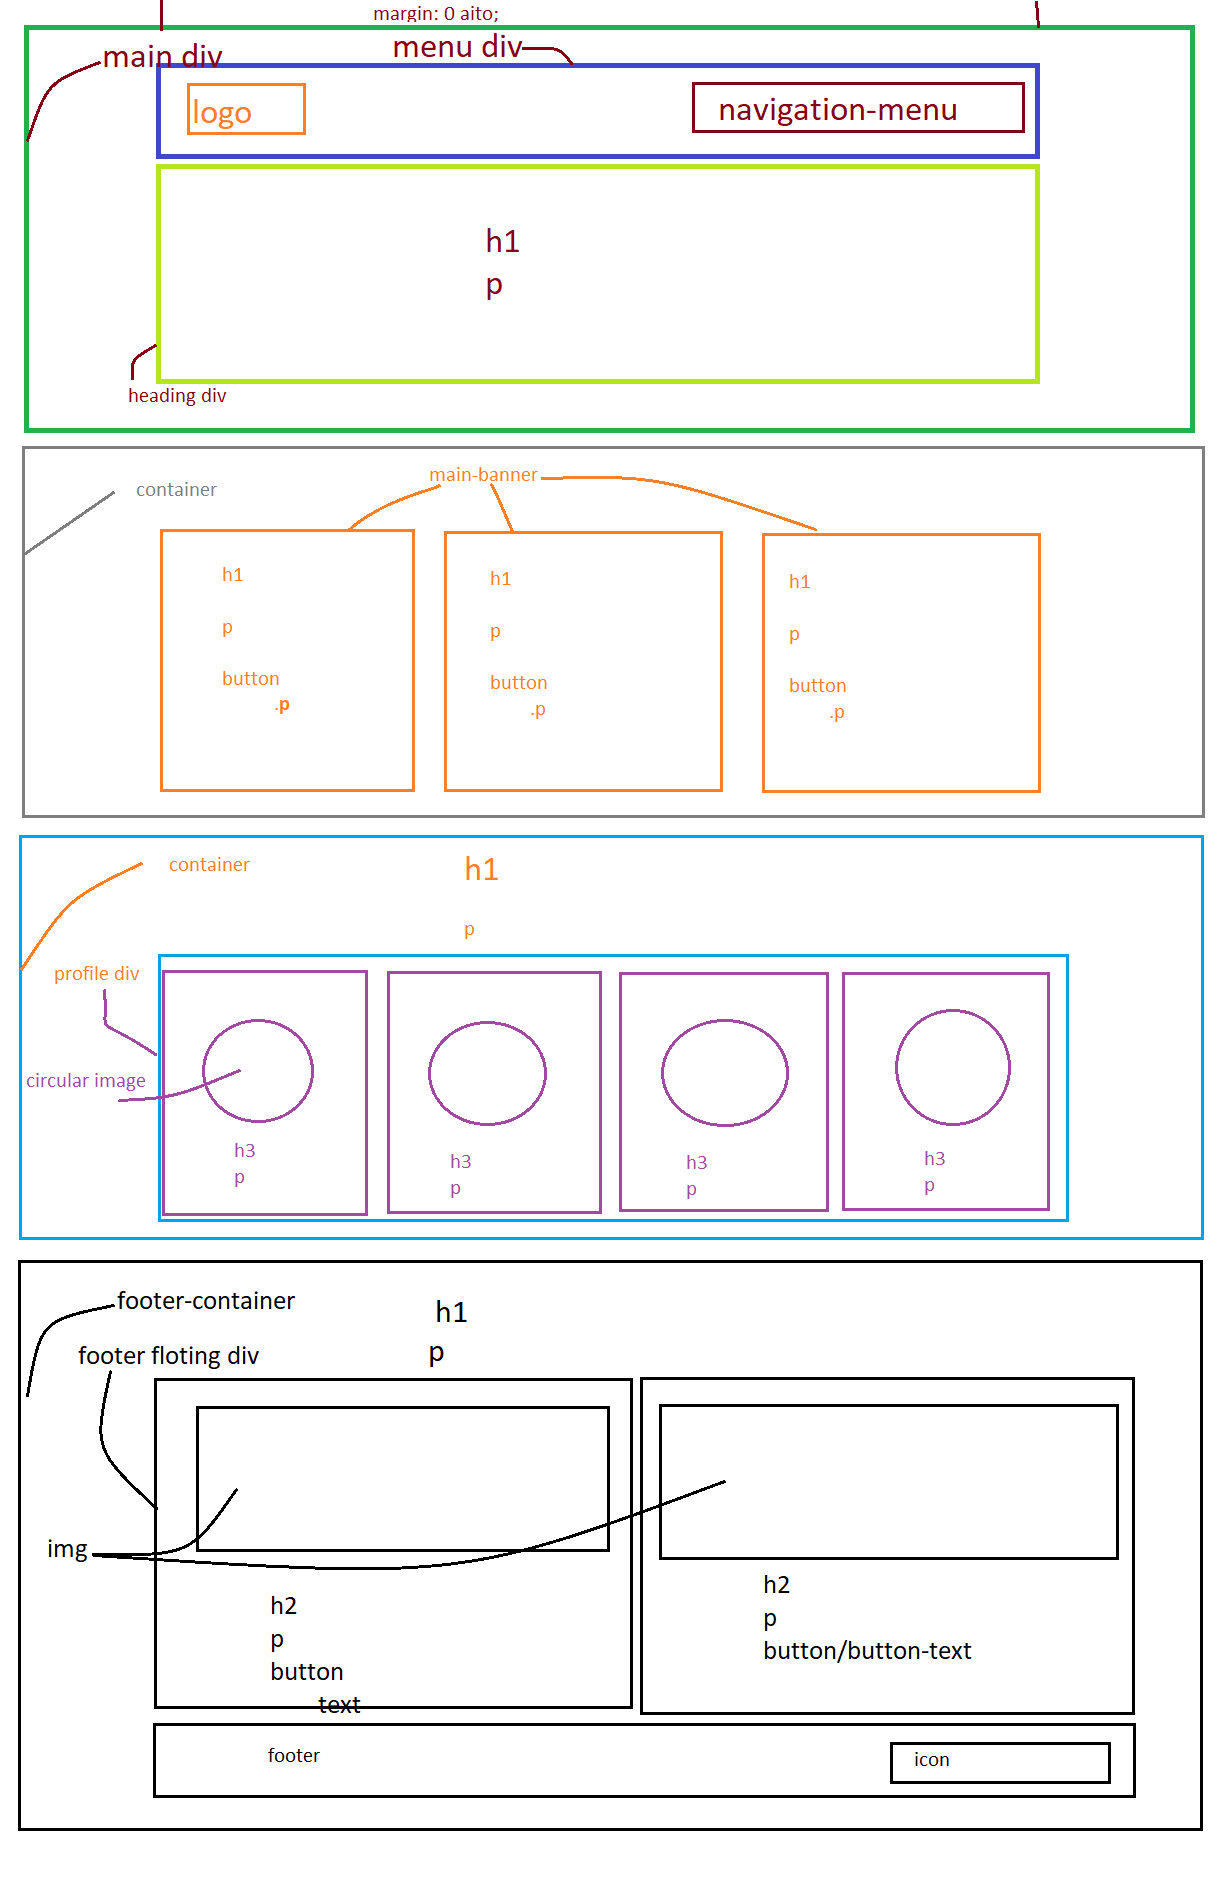 margin: 0 aito;
main div
menu div
logo
navigation-menu
h1
p
heading div
container
main-banner
h1
p
button
.p
h1
p
button
.p
h1
p
button
.p
container
h1
p
profile div
circular image
h3
p
h3
p
h3
p
h3
p
footer-container
h1
footer floting div
p
img
h2
p
button
text
h2
p
button/button-text
footer
icon